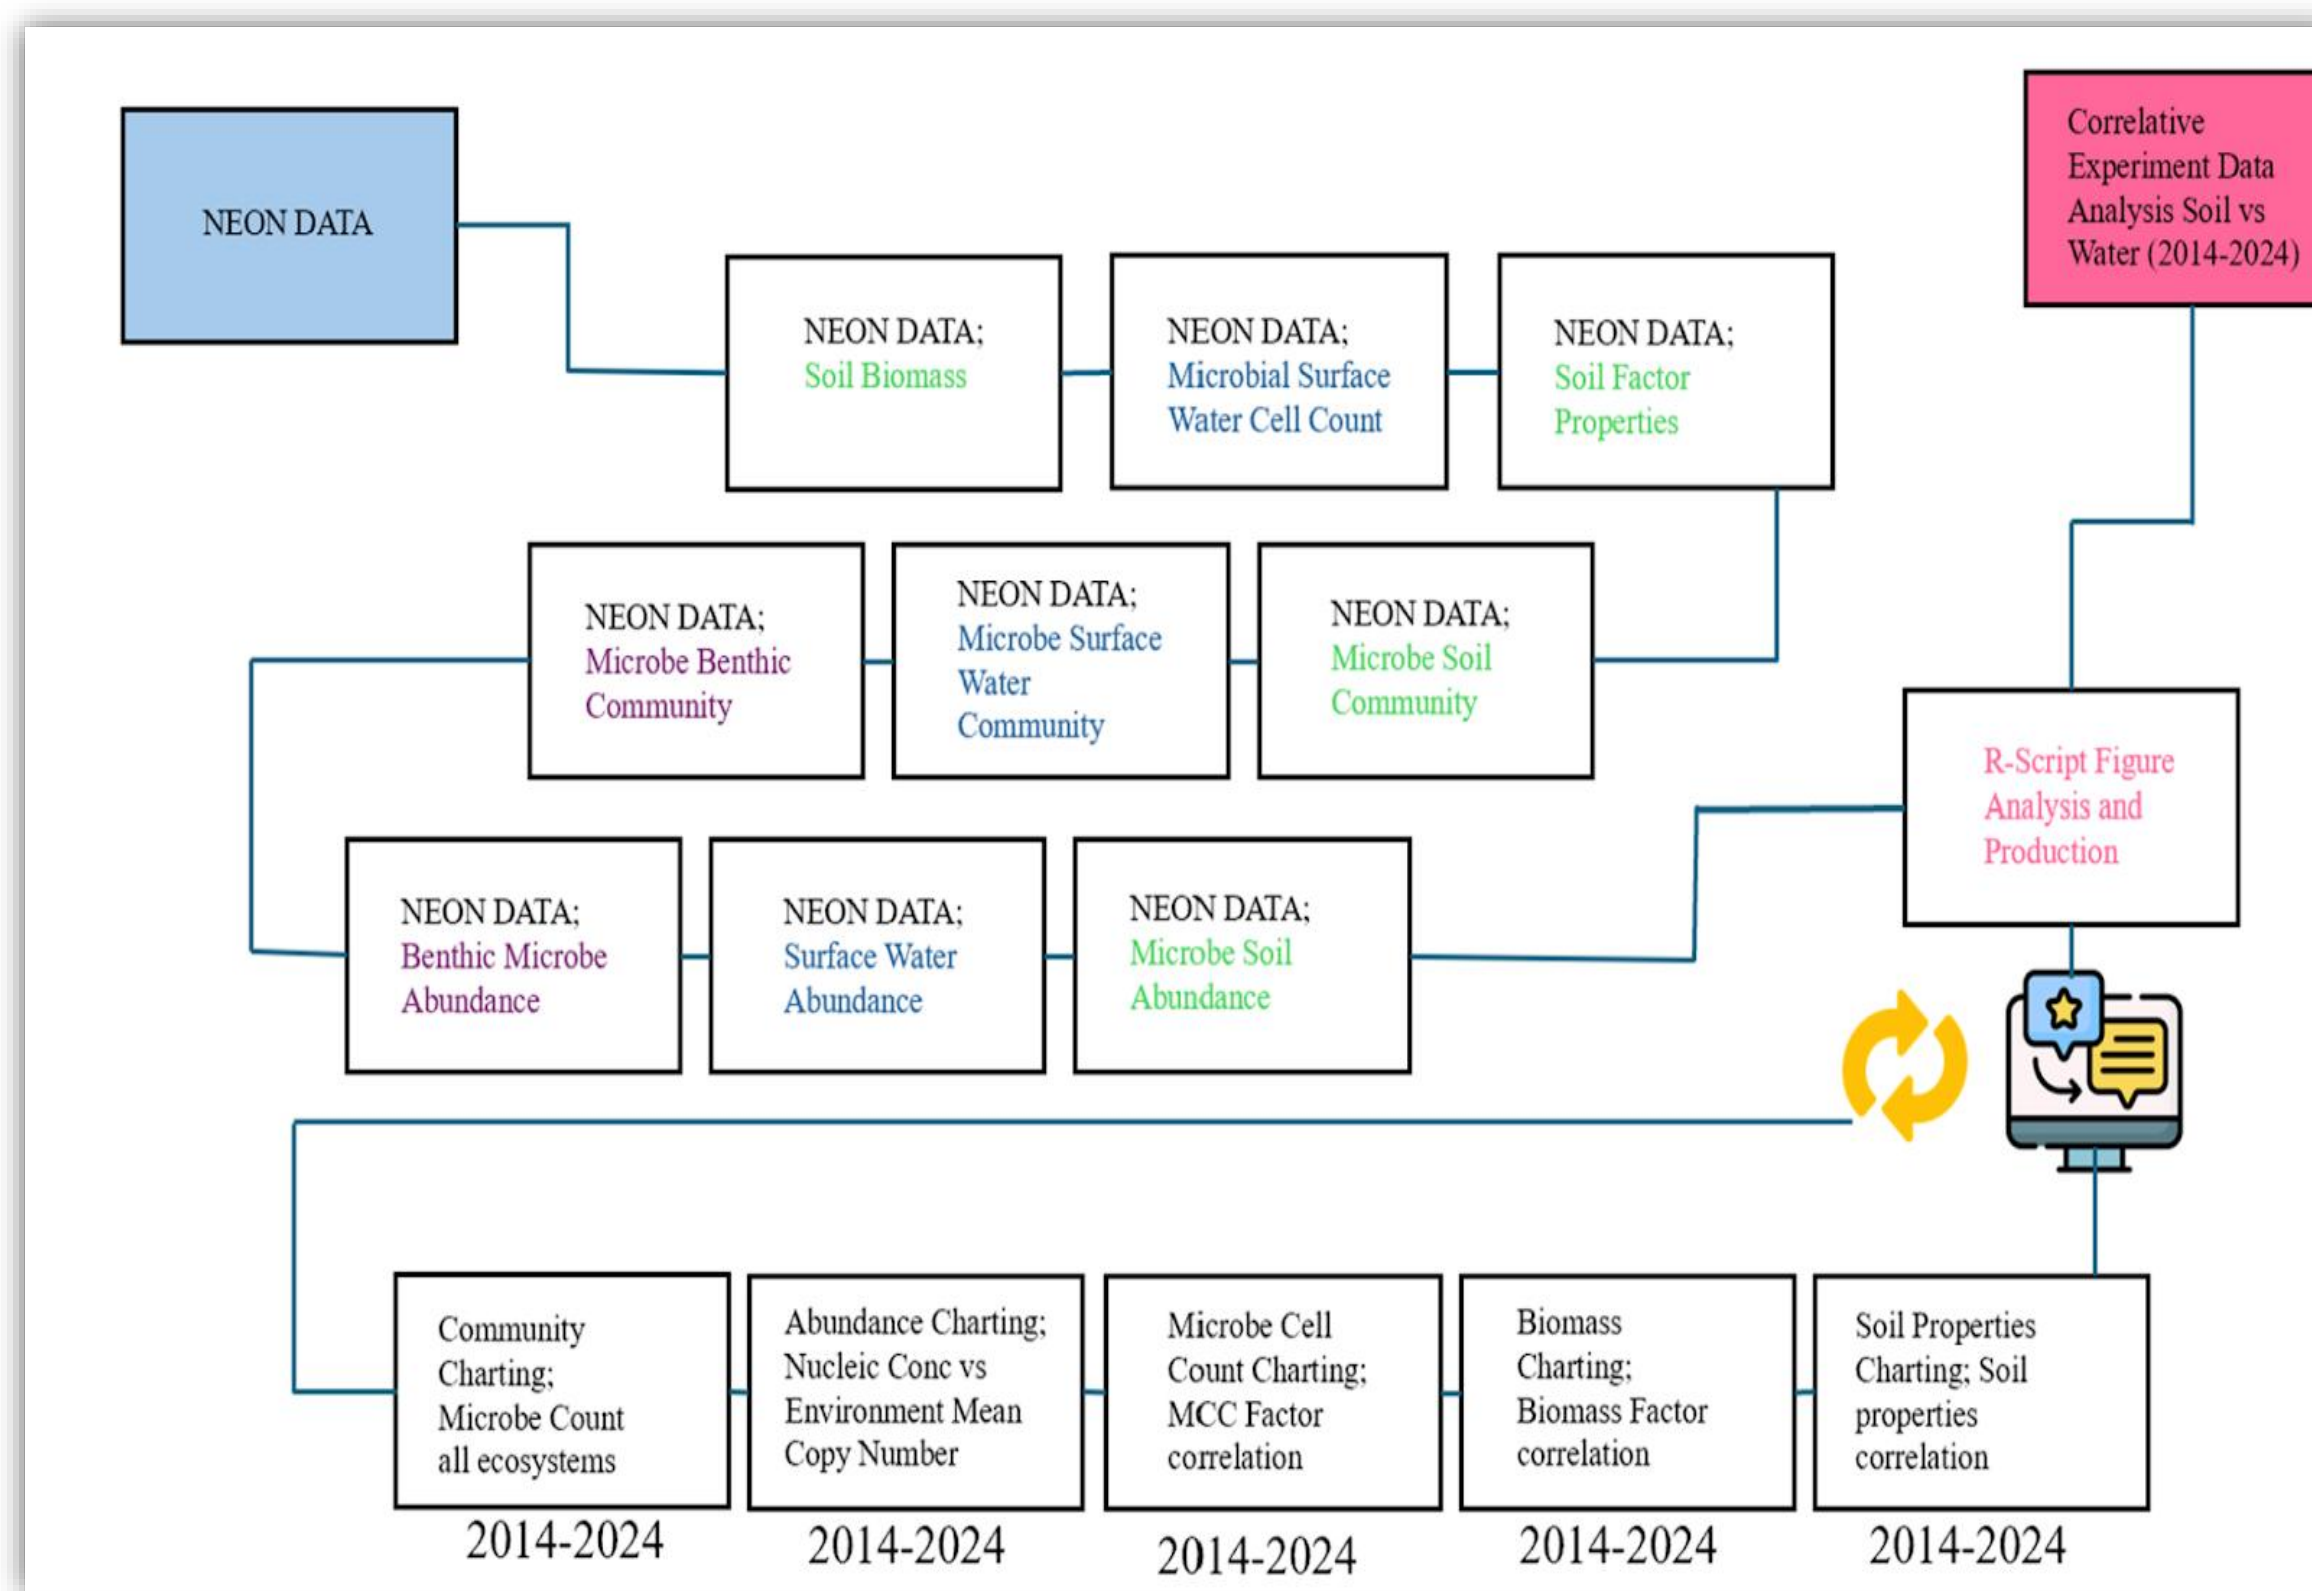 NEON DATA
Correlative
Experiment Data
Analysis Soil vs
Water (2014-2024)
NEON DATA;
Soil Biomass
NEON DATA;
Microbial Surface
Water Cell Count
NEON DATA;
Soil Factor
Properties
NEON DATA;
Microbe Benthic
Community
NEON DATA;
Microbe Surface
Water
Community
NEON DATA;
Microbe Soil
Community
R-Script Figure
Analysis and
Production
NEON DATA;
Benthic Microbe
Abundance
NEON DATA;
Surface Water
Abundance
NEON DATA;
Microbe Soil
Abundance
Community
Charting;
Microbe Count
all ecosystems
Abundance Charting;
Nucleic Conc vs
Environment Mean
Copy Number
Microbe Cell
Count Charting;
MCC Factor
correlation
Biomass
Charting;
Biomass Factor
correlation
Soil Properties
Charting; Soil
properties
correlation
2014-2024
2014-2024
2014-2024
2014-2024
2014-2024